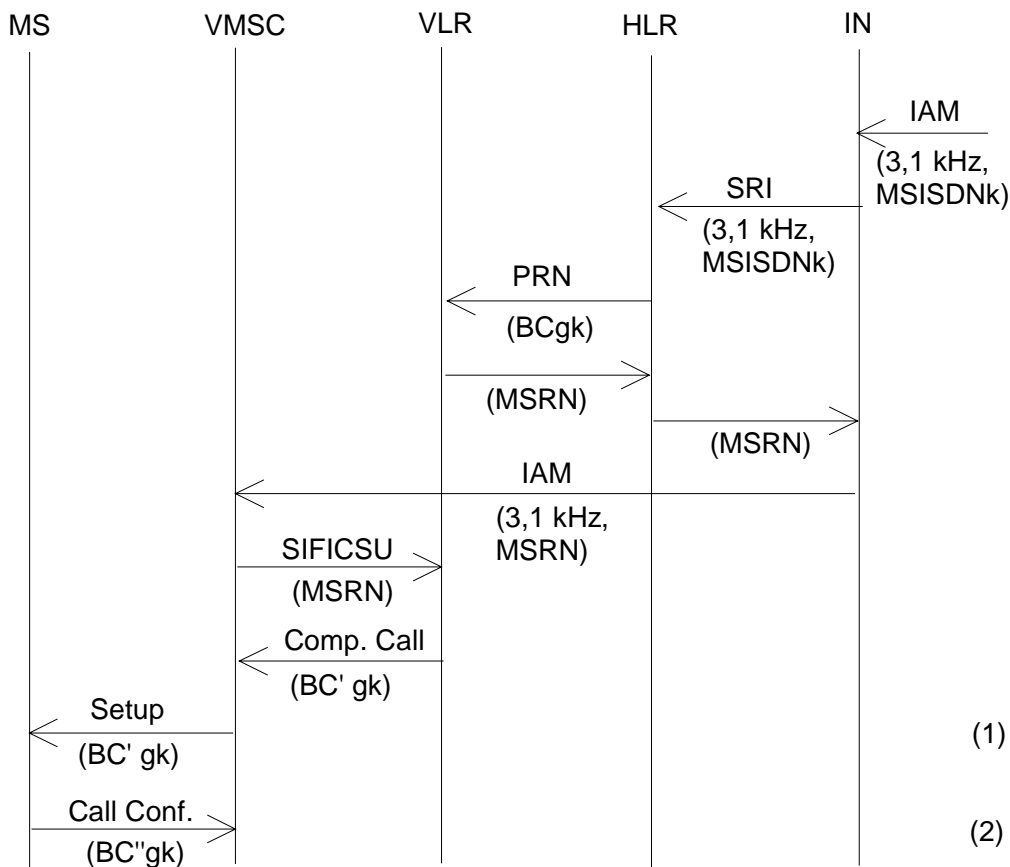 MS VMSC VLR HLR IN
IAM
(3,1 kHz,
MSISDNk)
SRI
(3,1 kHz,
MSISDNk)
PRN
(BCgk)
(MSRN)
(MSRN)
IAM
(3,1 kHz,
MSRN)
SIFICSU
(MSRN)
Comp. Call
(BC' gk)
Setup
(BC' gk)
(1)
Call Conf.
(BC"gk)
(2)